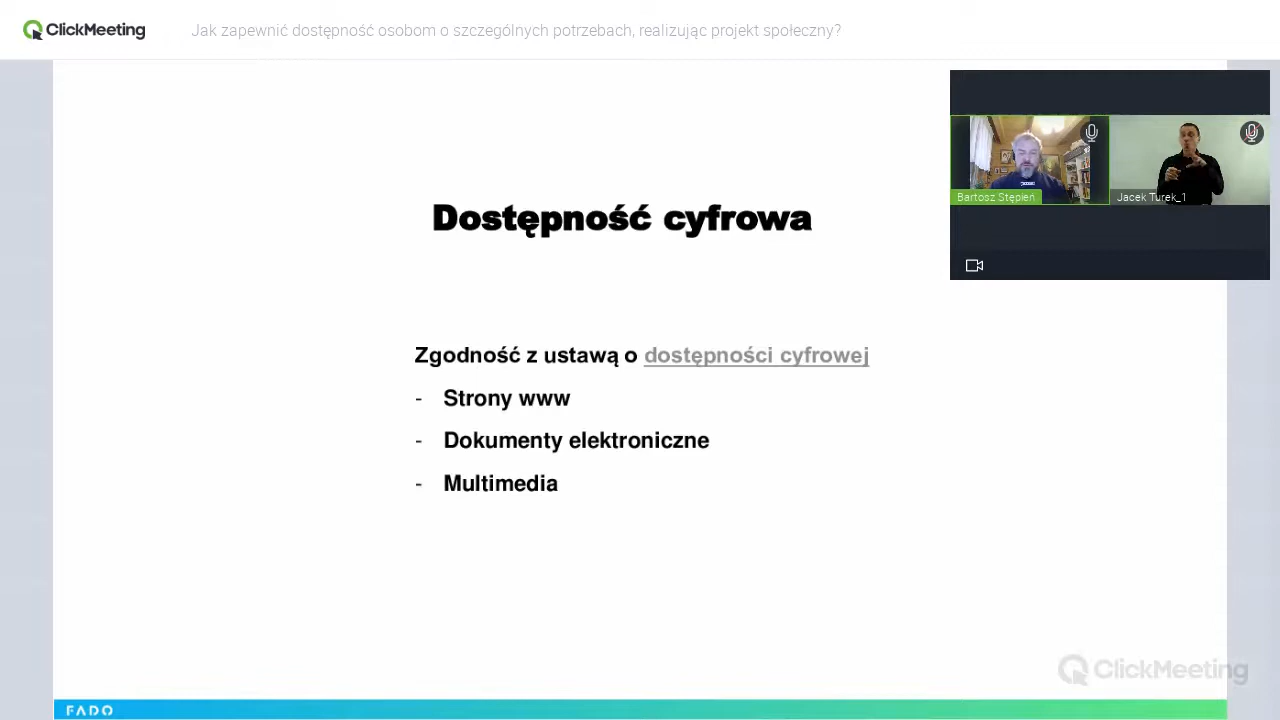 ClickMeeting
Jak zapewnić dostępność osobom o szczególnych potrzebach, realizując projekt społeczny?
Bartosz Stępień
Jacek Turek_1
Dostępność cyfrowa
Zgodność z ustawą o dostępności cyfrowej
- Strony www
- Dokumenty elektroniczne
- Multimedia
ClickMeeting
FADO